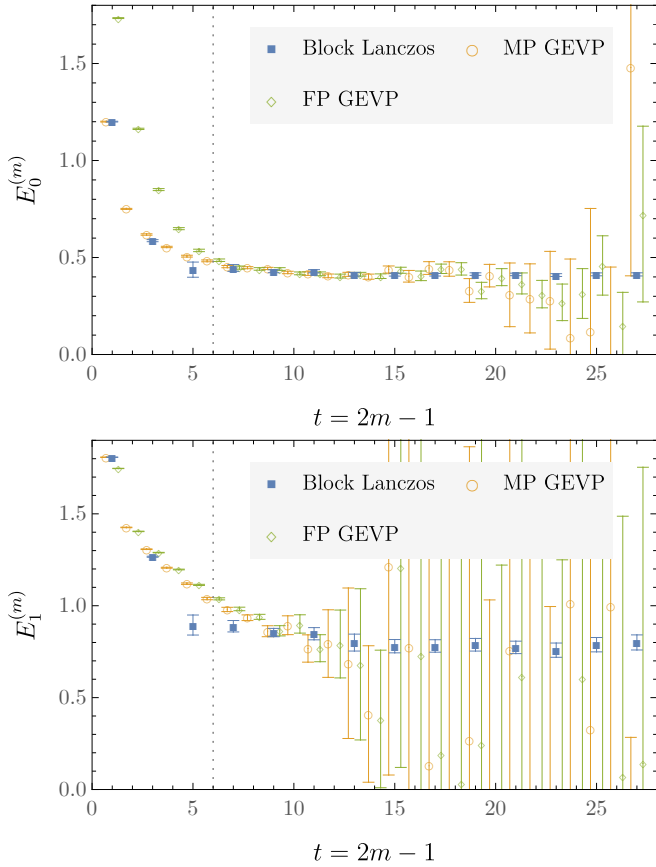 Block Lanczos MP GEVP
FP GEVP
E_0^{(m)}
1.5
1.0
0.5
0.0
0 5 10 15 20 25
t = 2m − 1
Block Lanczos MP GEVP
FP GEVP
E_1^{(m)}
1.5
1.0
0.5
0.0
0 5 10 15 20 25
t = 2m − 1